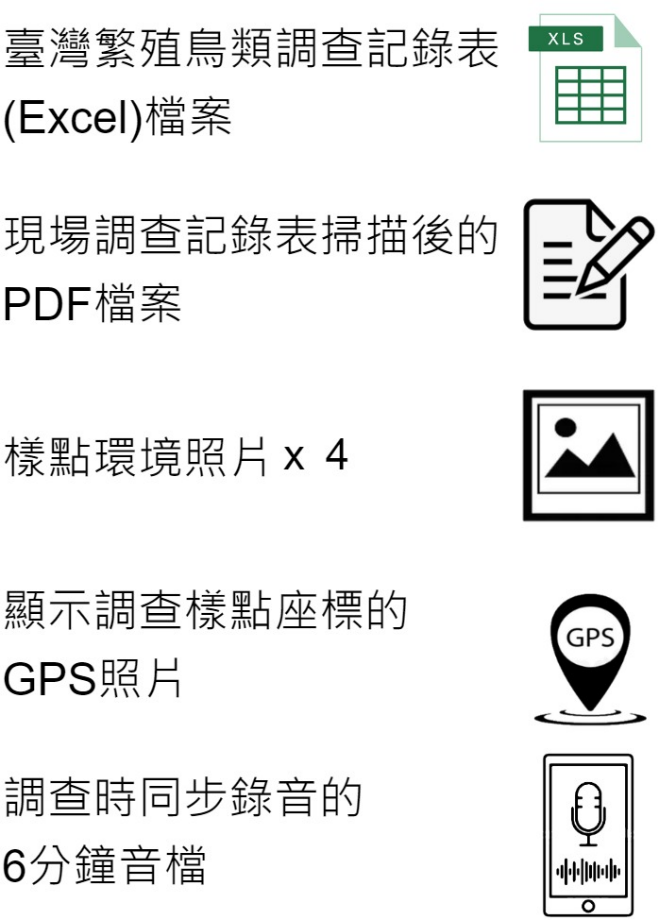 臺灣繁殖鳥類調查記錄表
XLS
(Excel)檔案
現場調查記錄表掃描後的
PDF檔案
樣點環境照片 x 4
顯示調查樣點座標的
GPS照片
GPS
調查時同步錄音的
6分鐘音檔